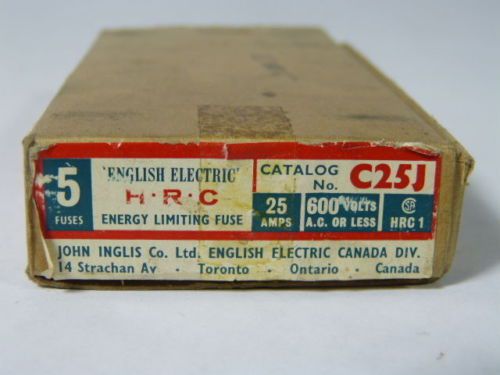 5 FUSES
'ENGLISH ELECTRIC'
H·R·C
ENERGY LIMITING FUSE
CATALOG No. C25J
25 AMPS
600 VOLTS A.C. OR LESS
SA HRC 1
JOHN INGLIS Co. Ltd. ENGLISH ELECTRIC CANADA DIV.
14 Strachan Av · Toronto · Ontario · Canada